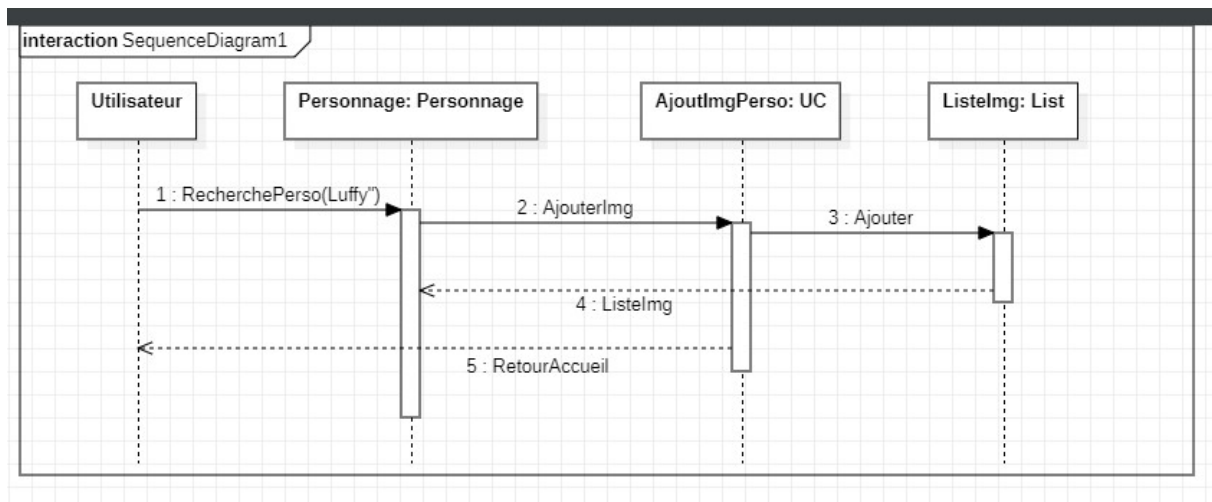 interaction SequenceDiagram1
Utilisateur
Personnage: Personnage
AjoutImgPerso: UC
ListeImg: List
1 : RecherchePerso(Luffy")
2 : AjouterImg
3 : Ajouter
4 : ListeImg
5 : RetourAccueil